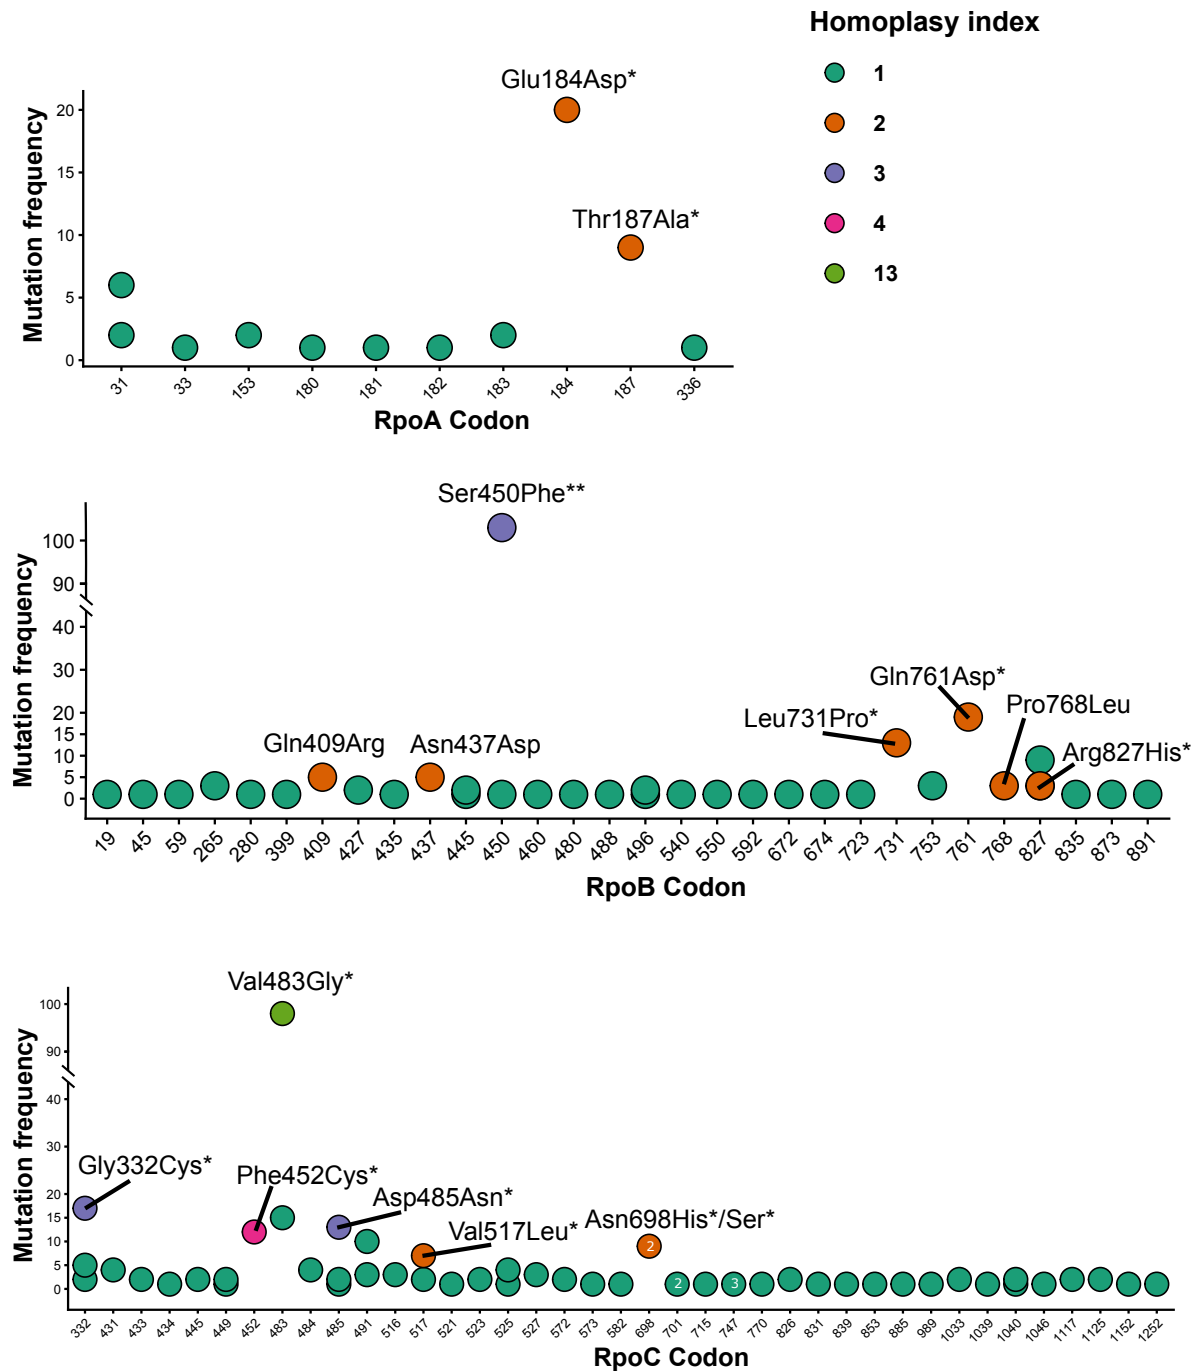 Homoplasy index
1
2
3
4
13
Glu184Asp*
Thr187Ala*
Mutation frequency
20
15
10
5
0
31 33 153 180 181 182 183 184 187 336
RpoA Codon
Ser450Phe**
Gln409Arg
Asn437Asp
Leu731Pro*
Gln761Asp*
Pro768Leu
Arg827His*
Mutation frequency
100
90
40
30
20
15
10
5
0
19 45 59 265 280 399 409 427 435 437 445 450 460 480 488 496 540 550 592 672 674 723 731 753 761 768 827 835 873 891
RpoB Codon
Val483Gly*
Gly332Cys*
Phe452Cys*
Asp485Asn*
Val517Leu*
Asn698His*/Ser*
Mutation frequency
100
90
40
30
20
15
10
5
0
2
2
3
332 431 433 434 445 449 452 483 484 485 491 516 517 521 523 525 527 572 573 582 698 701 715 747 770 826 831 839 853 885 989 1033 1039 1040 1046 1117 1125 1152 1252
RpoC Codon